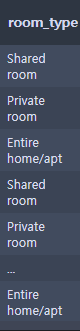 room_type
Shared
room
Private
room
Entire
home/apt
Shared
room
Private
room
...
Entire
home/apt